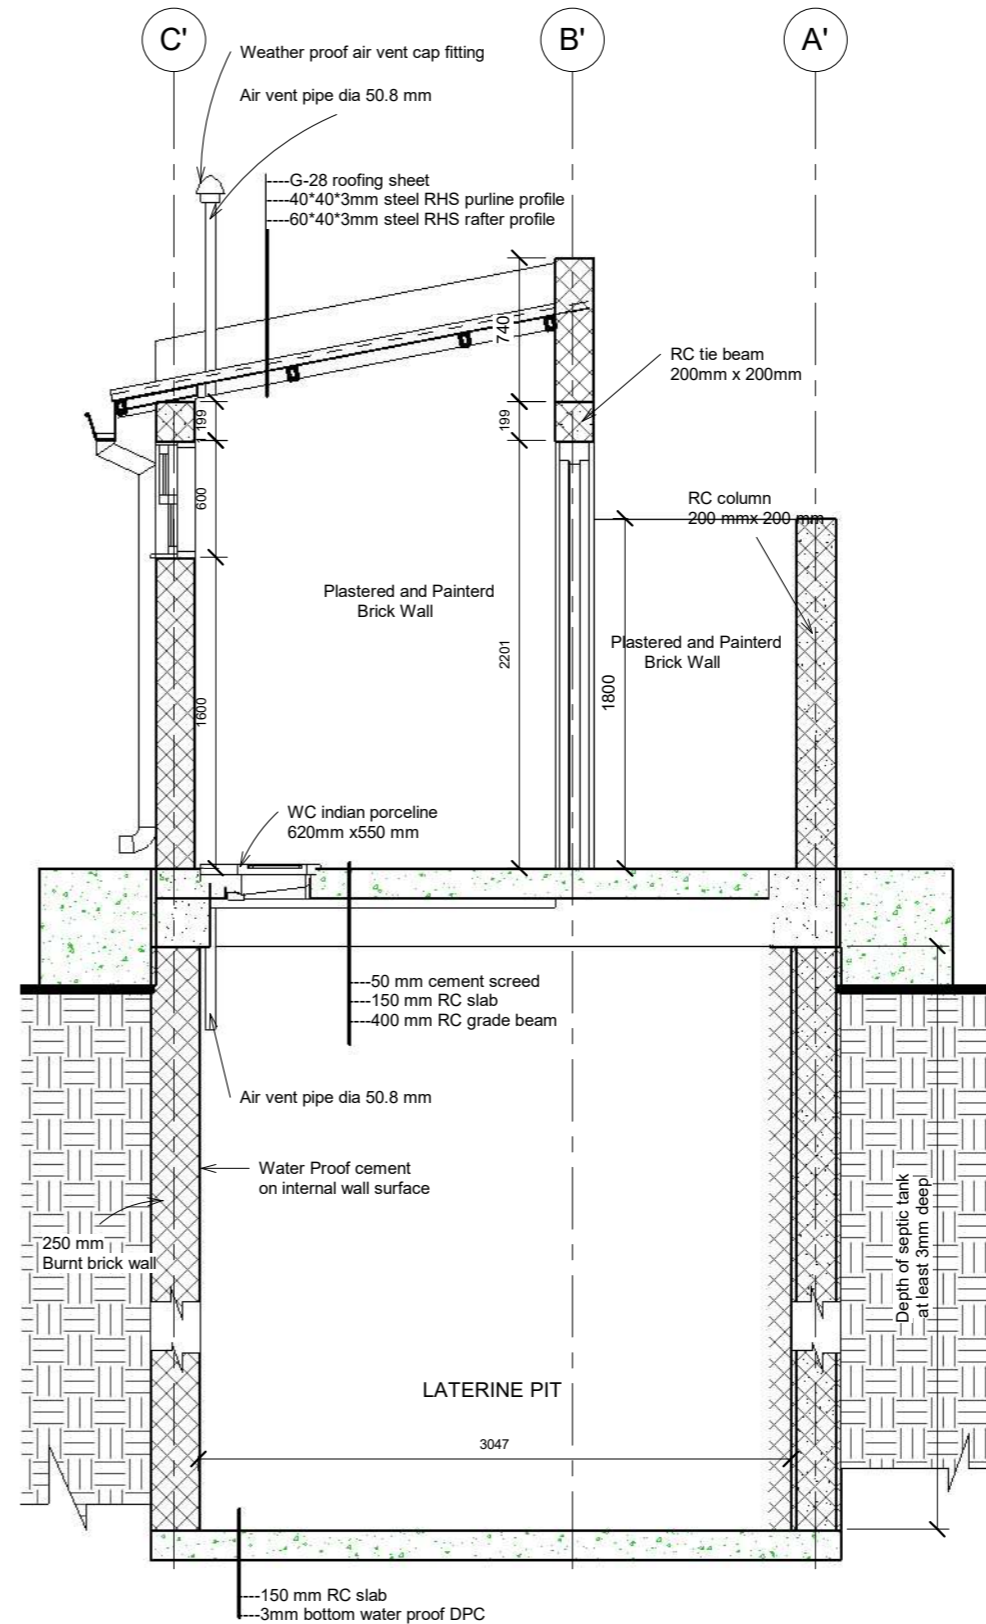 C'
B'
A'
Weather proof air vent cap fitting
Air vent pipe dia 50.8 mm
----G-28 roofing sheet
----40*40*3mm steel RHS purline profile
----60*40*3mm steel RHS rafter profile
740
RC tie beam
200mm x 200mm
199
199
600
RC column
200 mmx 200 mm
Plastered and Painterd
Brick Wall
2201
Plastered and Painterd
Brick Wall
1800
1600
WC indian porceline
620mm x550 mm
----50 mm cement screed
----150 mm RC slab
----400 mm RC grade beam
Air vent pipe dia 50.8 mm
Water Proof cement
on internal wall surface
250 mm
Burnt brick wall
Depth of septic tank
at least 3mm deep
LATERINE PIT
3047
----150 mm RC slab
----3mm bottom water proof DPC